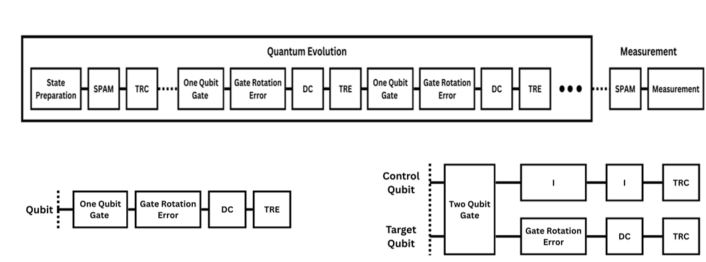 Quantum Evolution
Measurement
State
Preparation
SPAM
TRC
One Qubit
Gate
Gate Rotation
Error
DC
TRE
One Qubit
Gate
Gate Rotation
Error
DC
TRE
SPAM
Measurement
Qubit
One Qubit
Gate
Gate Rotation
Error
DC
TRE
Control
Qubit
Two Qubit
Gate
I
I
TRC
Target
Qubit
Gate Rotation
Error
DC
TRC